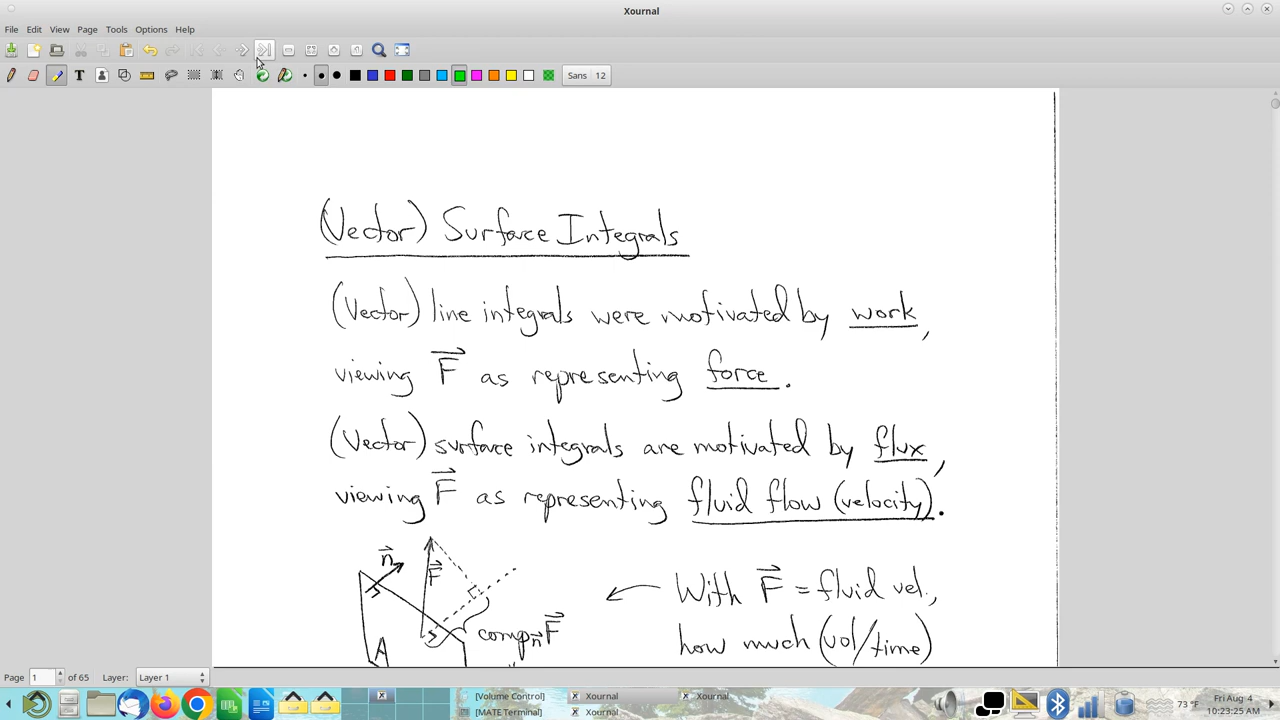 Xournal
File Edit View Page Tools Options Help
T
Sans 12
(Vector) Surface Integrals
(Vector) line integrals were motivated by work,
viewing F as representing force.
(Vector) surface integrals are motivated by flux,
viewing F as representing fluid flow (velocity).
n F
With F = fluid vel.,
comp n F
how much (vol/time)
A
Page 1 of 65 Layer: Layer 1
[Volume Control] Xournal Xournal
[MATE Terminal] Xournal
73 °F
Fri Aug 4
10:23:25 AM